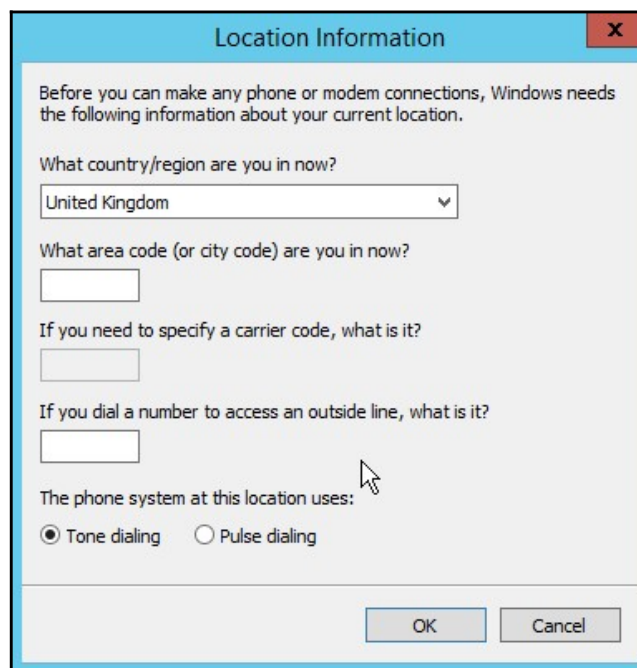 Location Information
x
Before you can make any phone or modem connections, Windows needs
the following information about your current location.
What country/region are you in now?
United Kingdom
What area code (or city code) are you in now?
If you need to specify a carrier code, what is it?
If you dial a number to access an outside line, what is it?
The phone system at this location uses:
Tone dialing Pulse dialing
OK Cancel